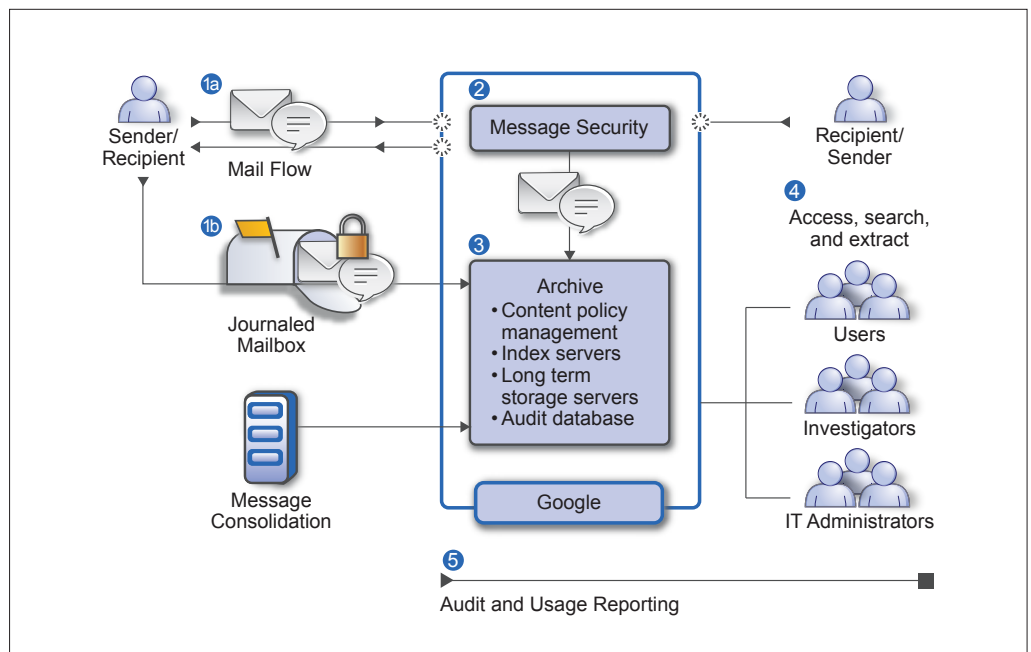 1a
Sender/
Recipient
Mail Flow
2
Message Security
Recipient/
Sender
4
Access, search,
and extract
1b
Journaled
Mailbox
3
Archive
• Content policy
management
• Index servers
• Long term
storage servers
• Audit database
Users
Investigators
IT Administrators
Message
Consolidation
Google
5
Audit and Usage Reporting